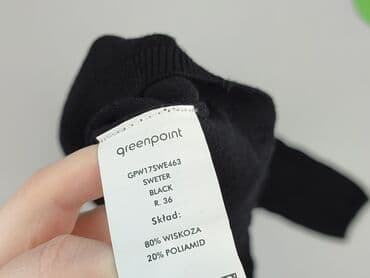 greenpoint
GPW17SWE463
SWETER
BLACK
R. 36
Skład:
80% WISKOZA
20% POLIAMID